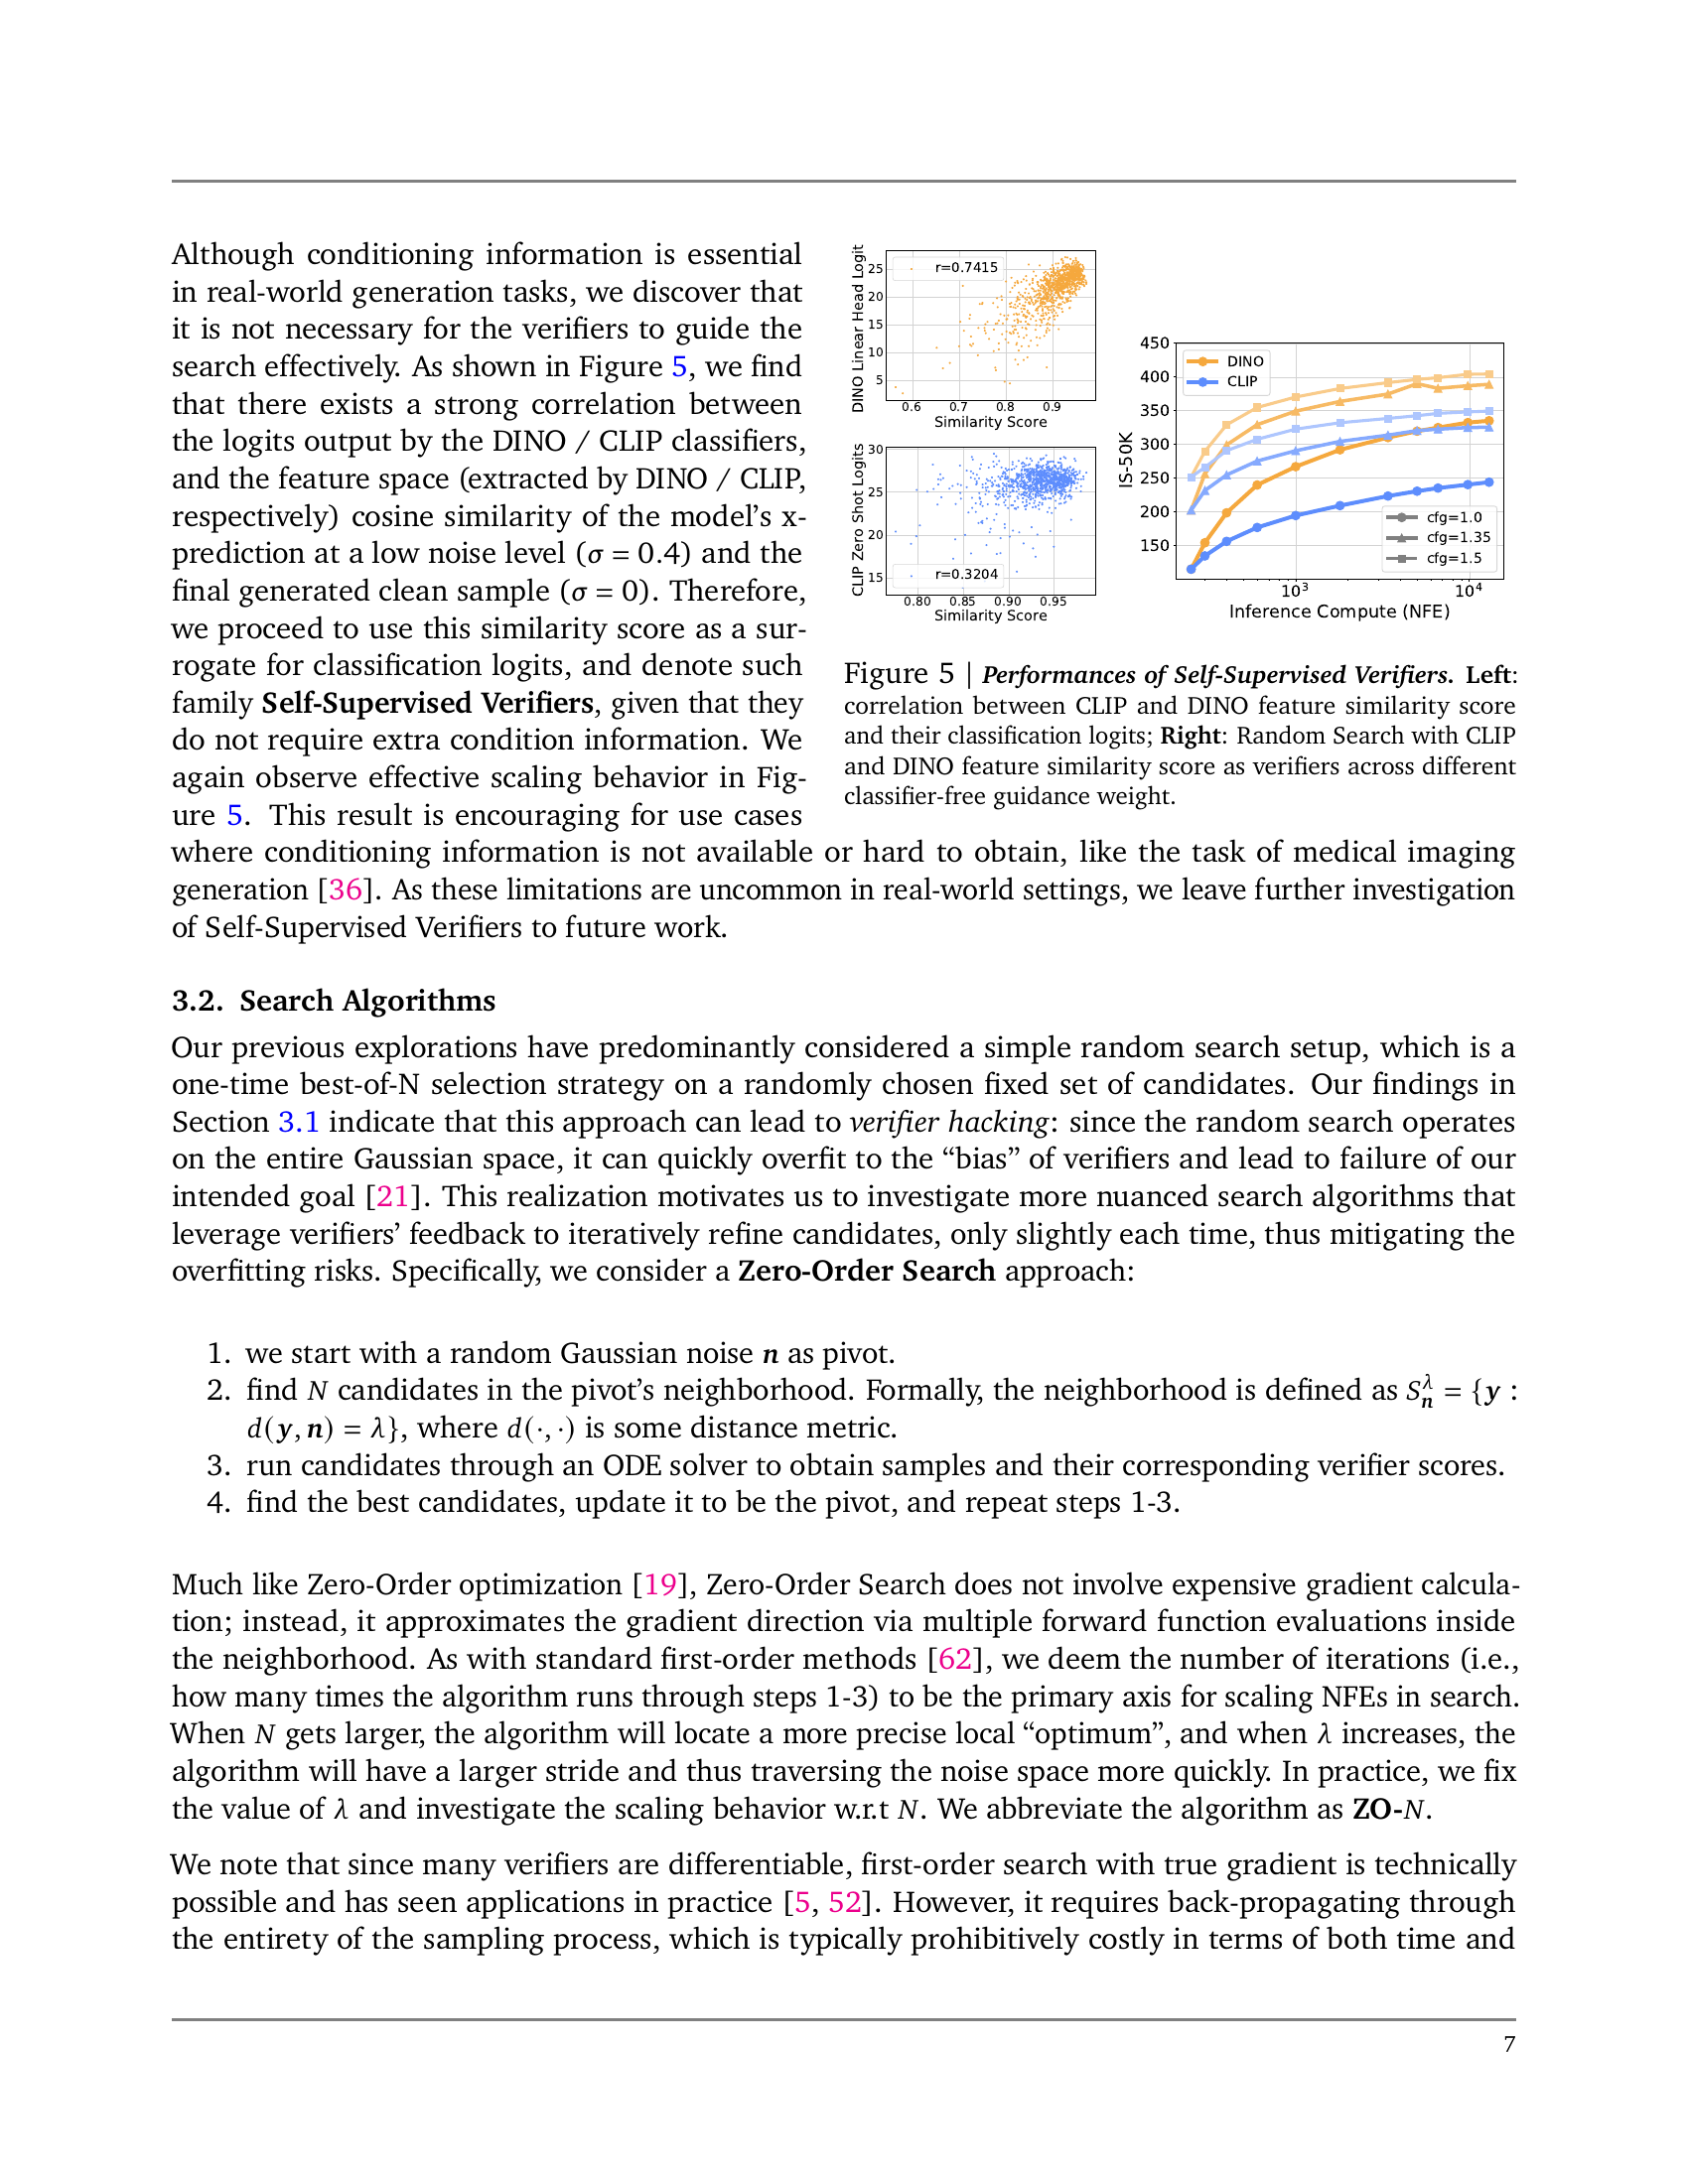 Although conditioning information is essential
in real-world generation tasks, we discover that
it is not necessary for the verifiers to guide the
search effectively. As shown in Figure 5, we find
that there exists a strong correlation between
the logits output by the DINO / CLIP classifiers,
and the feature space (extracted by DINO / CLIP,
respectively) cosine similarity of the model's x-
prediction at a low noise level (σ = 0.4) and the
final generated clean sample (σ = 0). Therefore,
we proceed to use this similarity score as a sur-
rogate for classification logits, and denote such
family Self-Supervised Verifiers, given that they
do not require extra condition information. We
again observe effective scaling behavior in Fig-
ure 5. This result is encouraging for use cases
DINO Linear Head Logit
25
20
15
10
5
r=0.7415
0.6 0.7 0.8 0.9
Similarity Score
CLIP Zero Shot Logits
30
25
20
15
r=0.3204
0.80 0.85 0.90 0.95
Similarity Score
IS-50K
450
400
350
300
250
200
150
DINO
CLIP
cfg=1.0
cfg=1.35
cfg=1.5
10³ 10⁴
Inference Compute (NFE)
Figure 5 | Performances of Self-Supervised Verifiers. Left:
correlation between CLIP and DINO feature similarity score
and their classification logits; Right: Random Search with CLIP
and DINO feature similarity score as verifiers across different
classifier-free guidance weight.
where conditioning information is not available or hard to obtain, like the task of medical imaging
generation [36]. As these limitations are uncommon in real-world settings, we leave further investigation
of Self-Supervised Verifiers to future work.
3.2. Search Algorithms
Our previous explorations have predominantly considered a simple random search setup, which is a
one-time best-of-N selection strategy on a randomly chosen fixed set of candidates. Our findings in
Section 3.1 indicate that this approach can lead to verifier hacking: since the random search operates
on the entire Gaussian space, it can quickly overfit to the “bias” of verifiers and lead to failure of our
intended goal [21]. This realization motivates us to investigate more nuanced search algorithms that
leverage verifiers’ feedback to iteratively refine candidates, only slightly each time, thus mitigating the
overfitting risks. Specifically, we consider a Zero-Order Search approach:
1. we start with a random Gaussian noise n as pivot.
2. find N candidates in the pivot’s neighborhood. Formally, the neighborhood is defined as Sₙ^λ = {y :
d(y, n) = λ}, where d(·, ·) is some distance metric.
3. run candidates through an ODE solver to obtain samples and their corresponding verifier scores.
4. find the best candidates, update it to be the pivot, and repeat steps 1-3.
Much like Zero-Order optimization [19], Zero-Order Search does not involve expensive gradient calcula-
tion; instead, it approximates the gradient direction via multiple forward function evaluations inside
the neighborhood. As with standard first-order methods [62], we deem the number of iterations (i.e.,
how many times the algorithm runs through steps 1-3) to be the primary axis for scaling NFEs in search.
When N gets larger, the algorithm will locate a more precise local “optimum”, and when λ increases, the
algorithm will have a larger stride and thus traversing the noise space more quickly. In practice, we fix
the value of λ and investigate the scaling behavior w.r.t N. We abbreviate the algorithm as ZO-N.
We note that since many verifiers are differentiable, first-order search with true gradient is technically
possible and has seen applications in practice [5, 52]. However, it requires back-propagating through
the entirety of the sampling process, which is typically prohibitively costly in terms of both time and
7